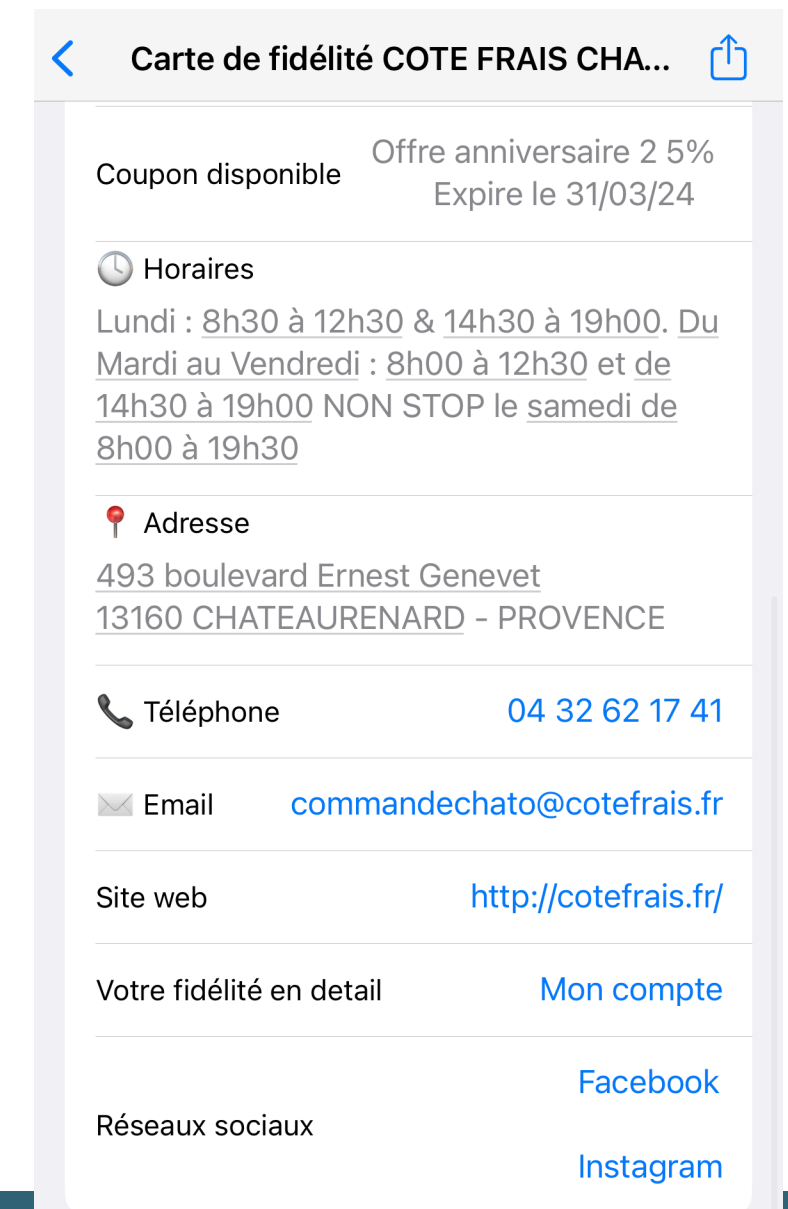 Carte de fidélité COTE FRAIS CHA...
Coupon disponible
Offre anniversaire 2 5%
Expire le 31/03/24
Horaires
Lundi : 8h30 à 12h30 & 14h30 à 19h00. Du
Mardi au Vendredi : 8h00 à 12h30 et de
14h30 à 19h00 NON STOP le samedi de
8h00 à 19h30
Adresse
493 boulevard Ernest Genevet
13160 CHATEAURENARD - PROVENCE
Téléphone 04 32 62 17 41
Email commandechato@cotefrais.fr
Site web http://cotefrais.fr/
Votre fidélité en detail Mon compte
Réseaux sociaux
Facebook
Instagram